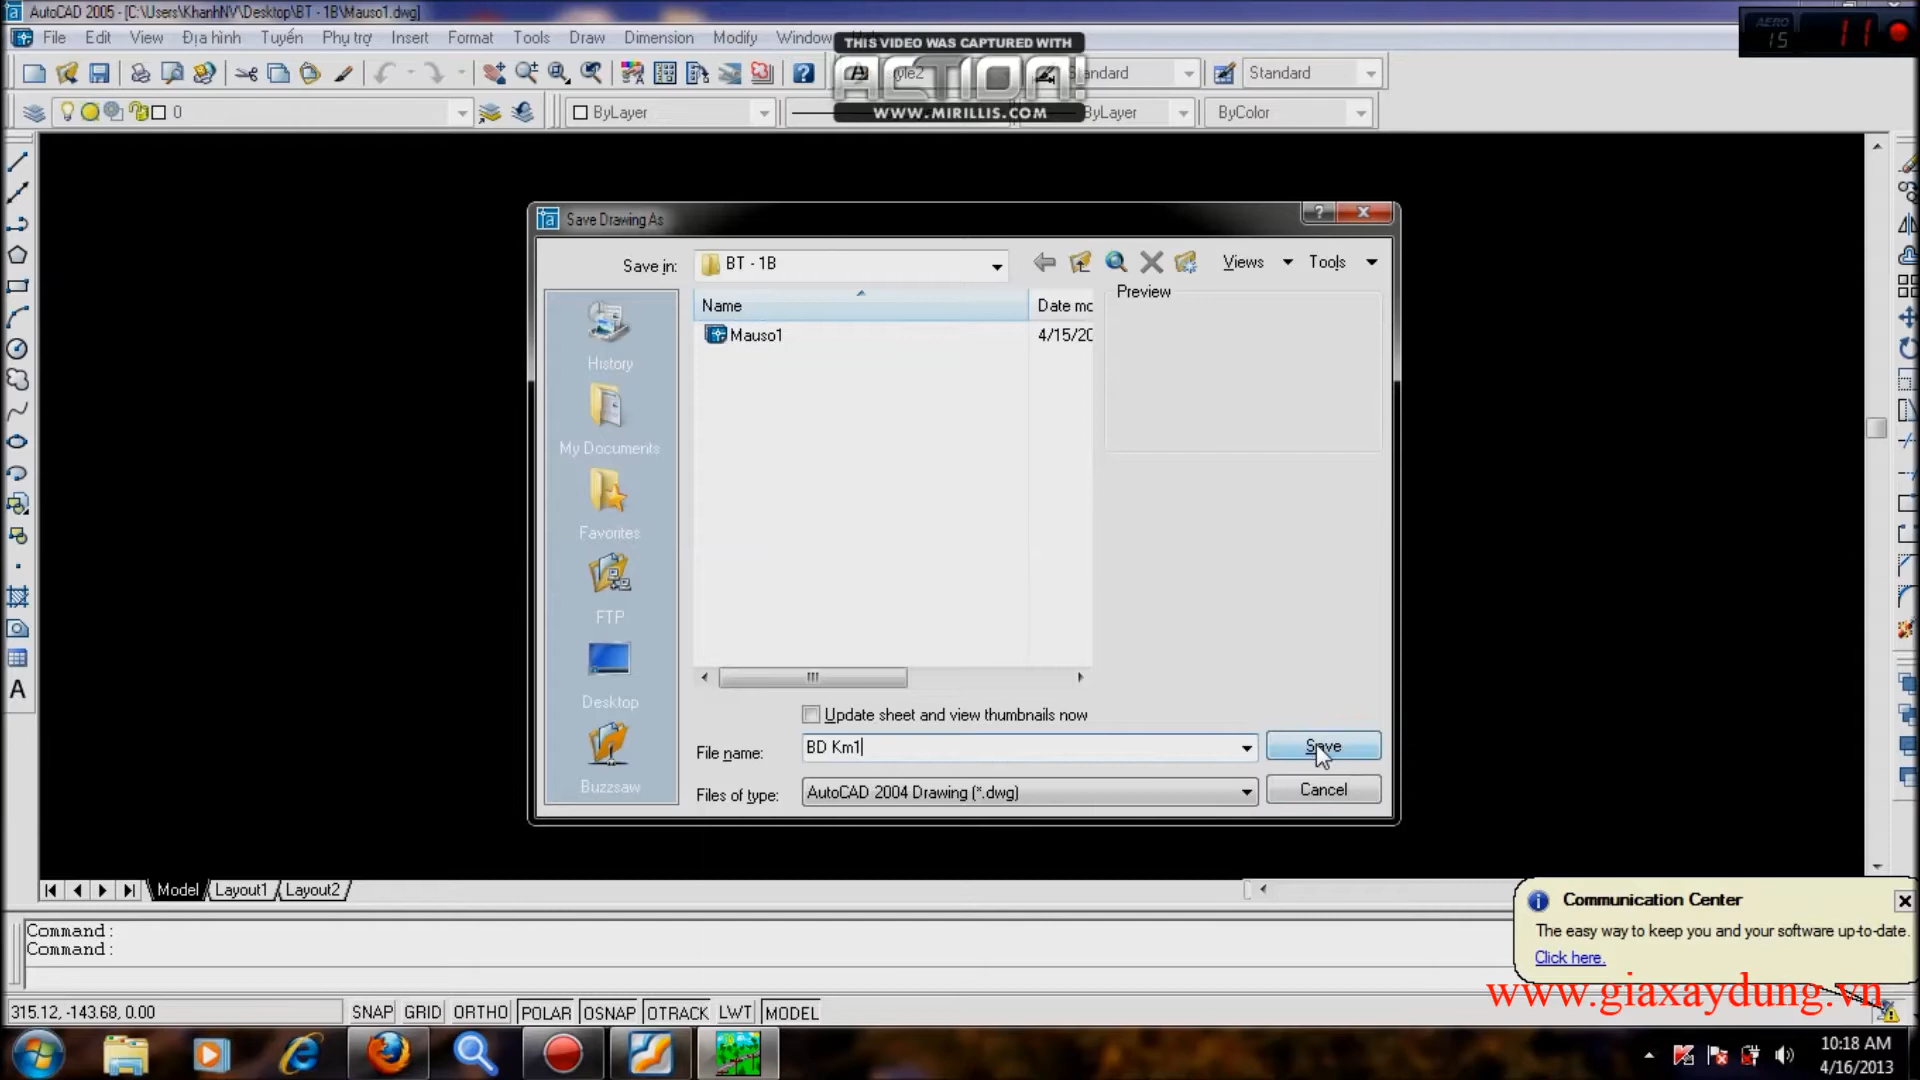 AutoCAD 2005 - [C:\Users\KhanhNV\Desktop\BT - 1B\Mauso1.dwg]
AERO
15
11
File Edit View Địa hình Tuyến Phụ trợ Insert Format Tools Draw Dimension Modify Window
THIS VIDEO WAS CAPTURED WITH
ACTION!
WWW.MIRILLIS.COM
Standard
0
ByLayer
ByLayer
ByColor
Save Drawing As
Save in:
BT - 1B
Views
Tools
Name
Date mo
Preview
Mauso1
4/15/20
History
My Documents
Favorites
FTP
Desktop
Buzzsaw
Update sheet and view thumbnails now
File name:
BD Km1
Save
Files of type:
AutoCAD 2004 Drawing (*.dwg)
Cancel
Model Layout1 Layout2
Command:
Command:
Communication Center
The easy way to keep you and your software up-to-date.
Click here.
www.giaxaydung.vn
315.12, -143.68, 0.00
SNAP GRID ORTHO POLAR OSNAP OTRACK LWT MODEL
10:18 AM
4/16/2013